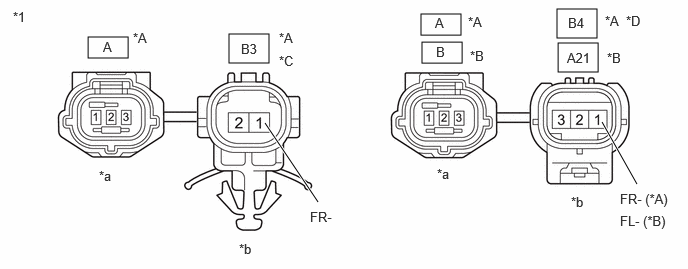 *1
A *A
B3 *A
*C
1 2 3
2 1
*a
FR-
*b
A *A
B *B
B4 *A *D
A21 *B
1 2 3
3 2 1
*a
*b
FR- (*A)
FL- (*B)